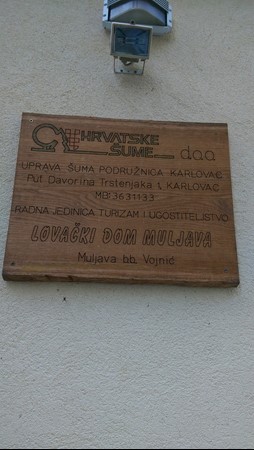 HRVATSKE
ŠUME d.o.o
UPRAVA ŠUMA PODRUŽNICA KARLOVAC
Put Davorina Trstenjaka 1, KARLOVAC
MB:3631133
RADNA JEDINICA TURIZAM I UGOSTITELJSTVO
LOVAČKI DOM MULJAVA
Muljava bb, Vojnić